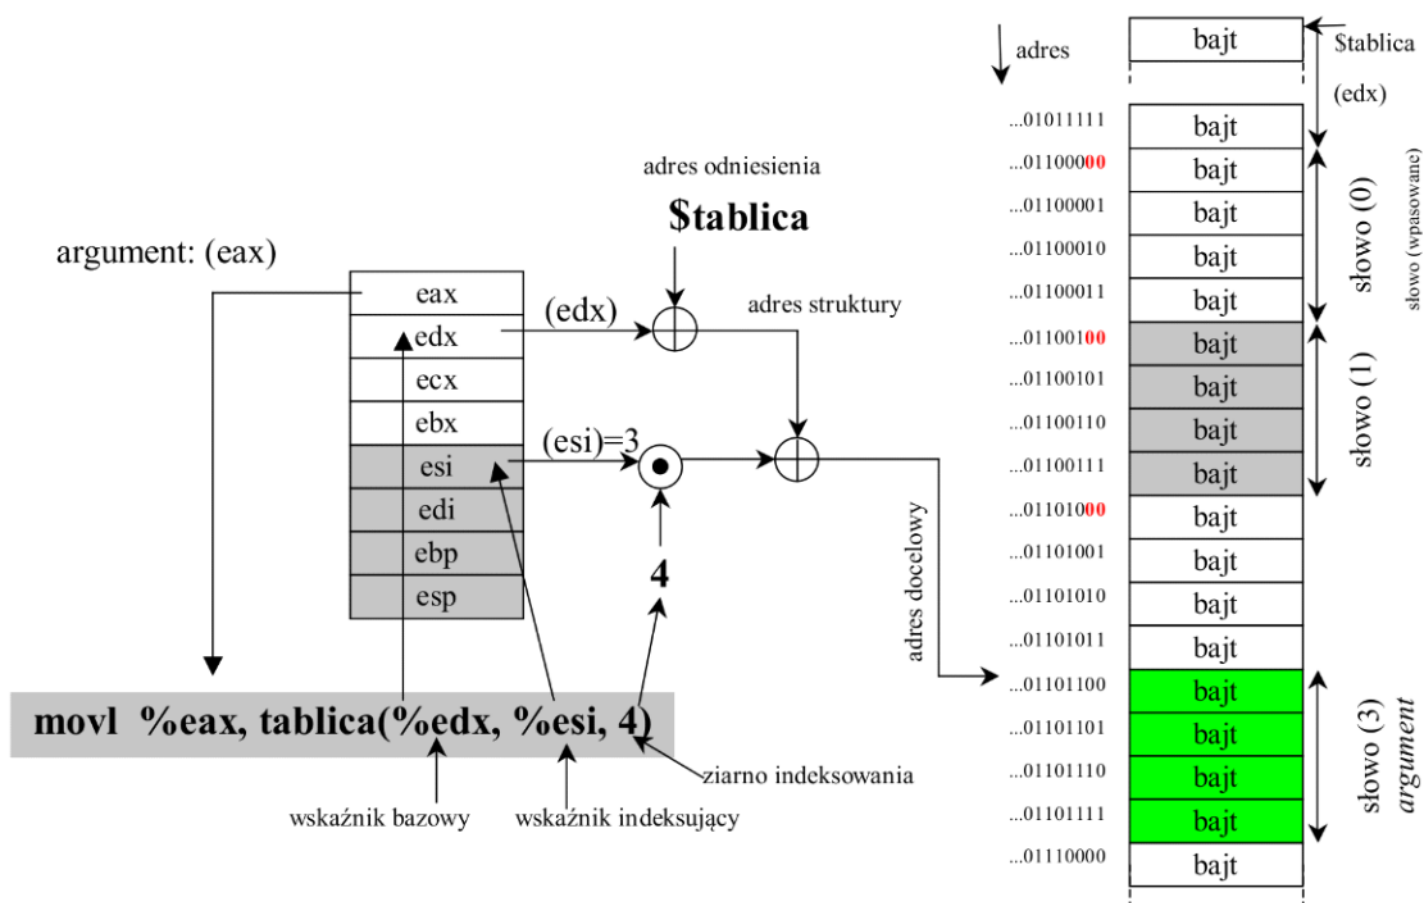 argument: (eax)
eax
edx
ecx
ebx
esi
edi
ebp
esp
(edx)
(esi)=3
adres odniesienia
$tablica
adres struktury
4
adres docelowy
movl %eax, tablica(%edx, %esi, 4)
ziarno indeksowania
wskaźnik bazowy
wskaźnik indeksujący
adres
bajt
$tablica
(edx)
...01011111 bajt
...01100000 bajt
...01100001 bajt
...01100010 bajt
...01100011 bajt
...01100100 bajt
...01100101 bajt
...01100110 bajt
...01100111 bajt
...01101000 bajt
...01101001 bajt
...01101010 bajt
...01101011 bajt
...01101100 bajt
...01101101 bajt
...01101110 bajt
...01101111 bajt
...01110000 bajt
słowo (0)
słowo (wpasowane)
słowo (1)
słowo (3)
argument